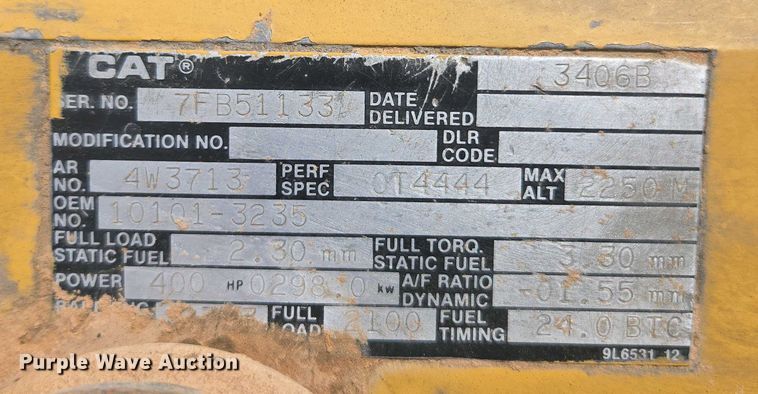 CAT® 3406B
SER. NO. 7FB51133 DATE DELIVERED
MODIFICATION NO. DLR CODE
AR NO. 4W3713 PERF SPEC 0T4444 MAX ALT 2250 M
OEM NO. 10101-3235
FULL LOAD STATIC FUEL 2.30 mm FULL TORQ. STATIC FUEL 3.30 mm
POWER 400 HP 0298.0 kw A/F RATIO DYNAMIC -01.55 mm
FULL LOAD 2100 FUEL TIMING 24.0 BTC
9L6531 12
Purple Wave Auction